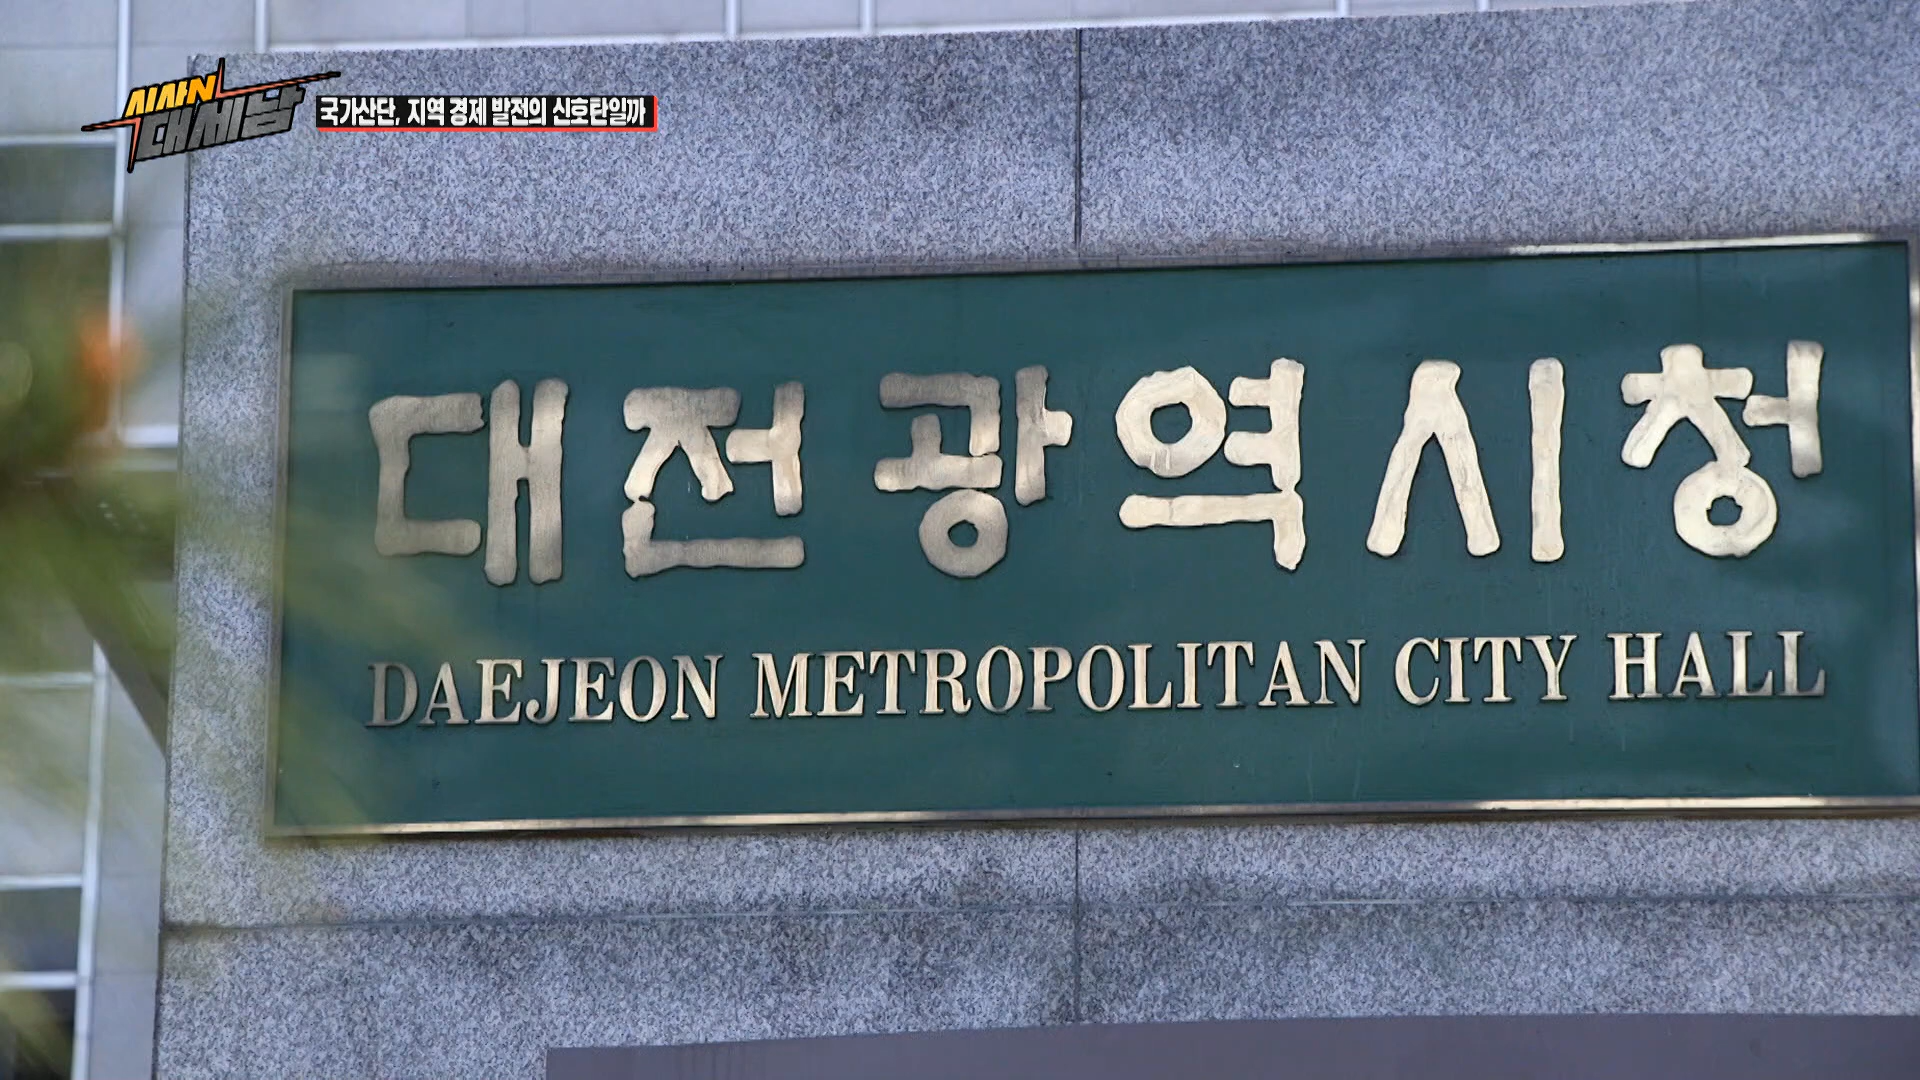 시사N
대세남
국가산단, 지역 경제 발전의 신호탄일까
대전광역시청
DAEJEON METROPOLITAN CITY HALL